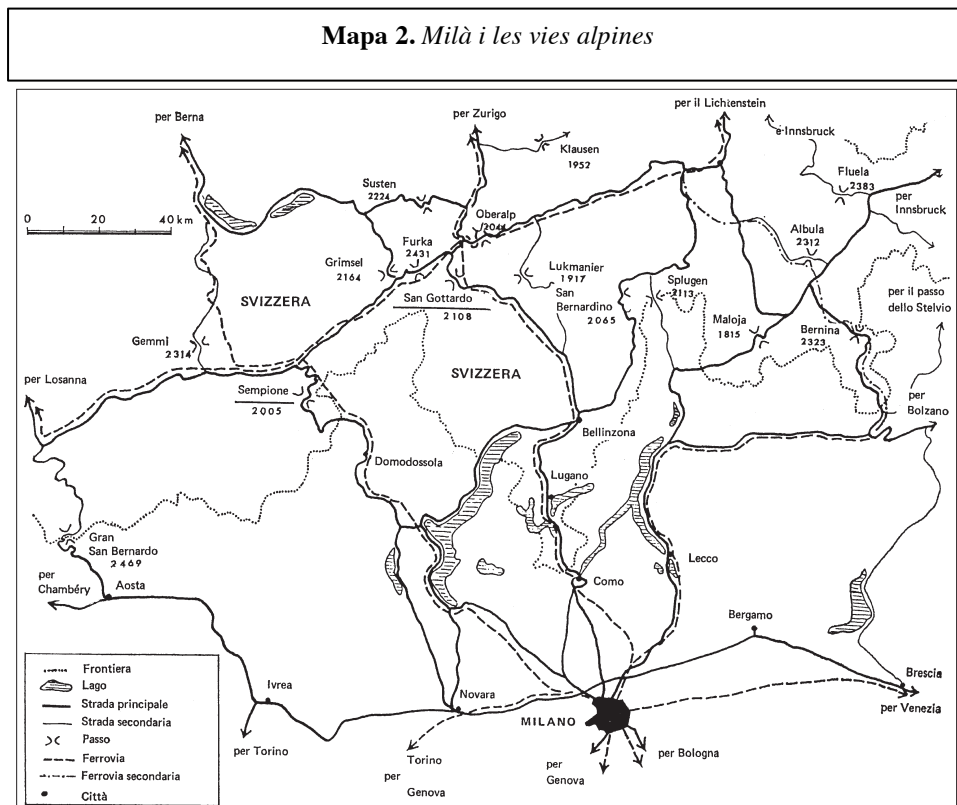 Mapa 2. Milà i les vies alpines
per Berna
per Zurigo
per il Lichtenstein
e Innsbruck
Klausen
1952
Fluela
2383
per
Innsbruck
Susten
2224
0 20 40 km
Oberalp
Albula
2312
Furka
2431
Grimsel
2164
Lukmanier
1917
Splugen
2113
per il passo
dello Stelvio
SVIZZERA
San Gottardo
2108
San
Bernardino
2065
Maloja
1815
Bernina
2323
Gemmi
2314
SVIZZERA
per Losanna
Sempione
2005
per
Bolzano
Bellinzona
Domodossola
Lugano
Gran
San Bernardo
2469
Lecco
per
Chambéry
Aosta
Como
Bergamo
Frontiera
Lago
Strada principale
Strada secondaria
Passo
Ferrovia
Ferrovia secondaria
Città
Ivrea
Novara
Brescia
MILANO
per Venezia
per Torino
Torino
per
Genova
per
Genova
per Bologna